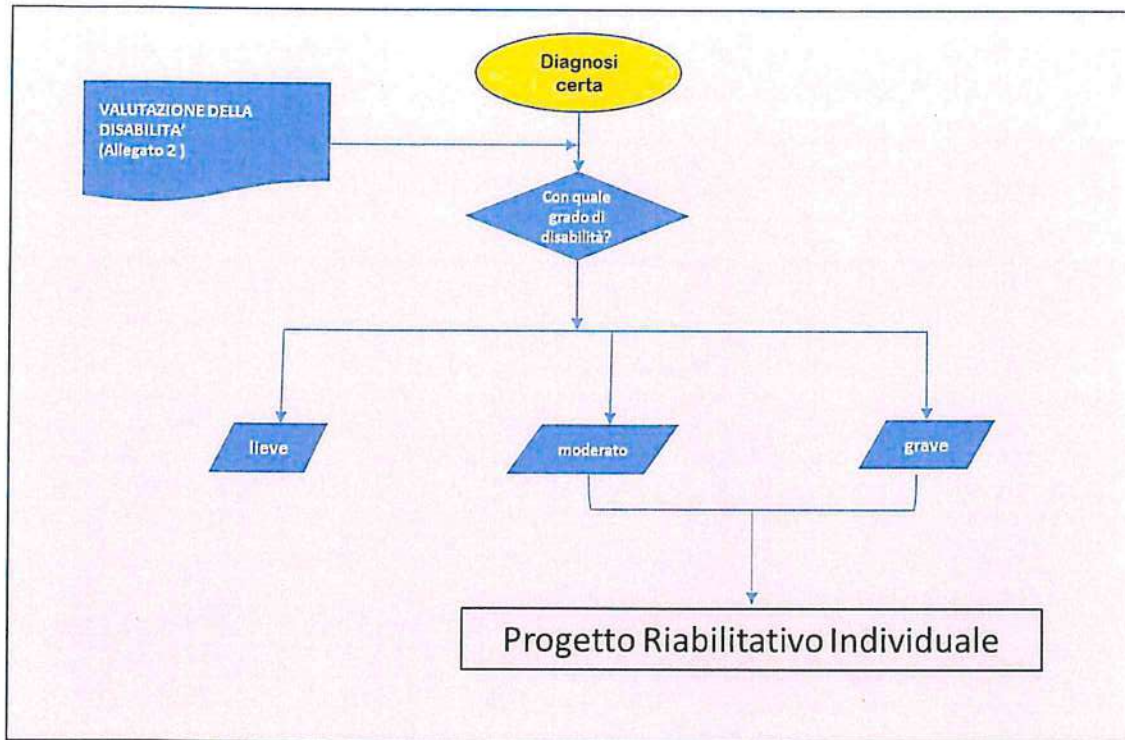 Diagnosi
certa
VALUTAZIONE DELLA
DISABILITA'
(Allegato 2 )
Con quale
grado di
disabilità?
lieve
moderato
grave
Progetto Riabilitativo Individuale